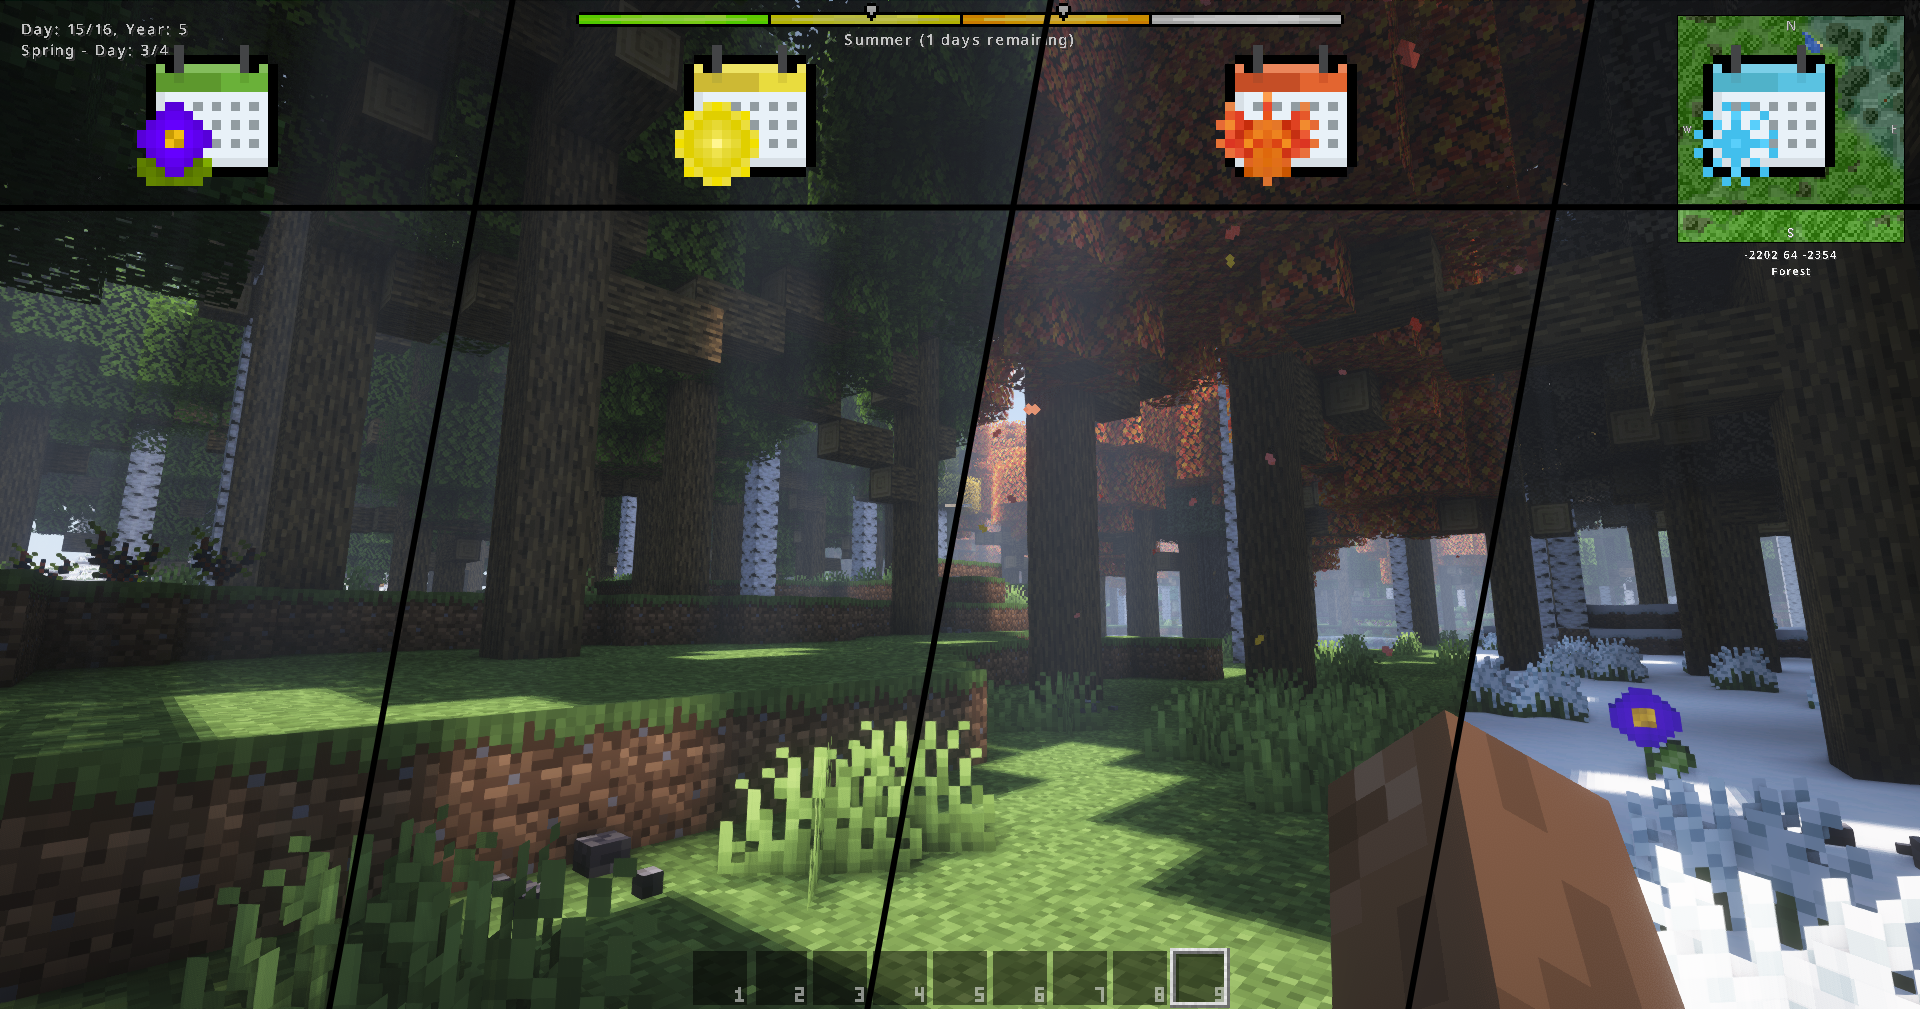 Day: 15/16, Year: 5
Spring - Day: 3/4
Summer (1 days remaining)
N
W
E
S
-2202 64 -2354
Forest
1 2 3 4 5 6 7 8 9